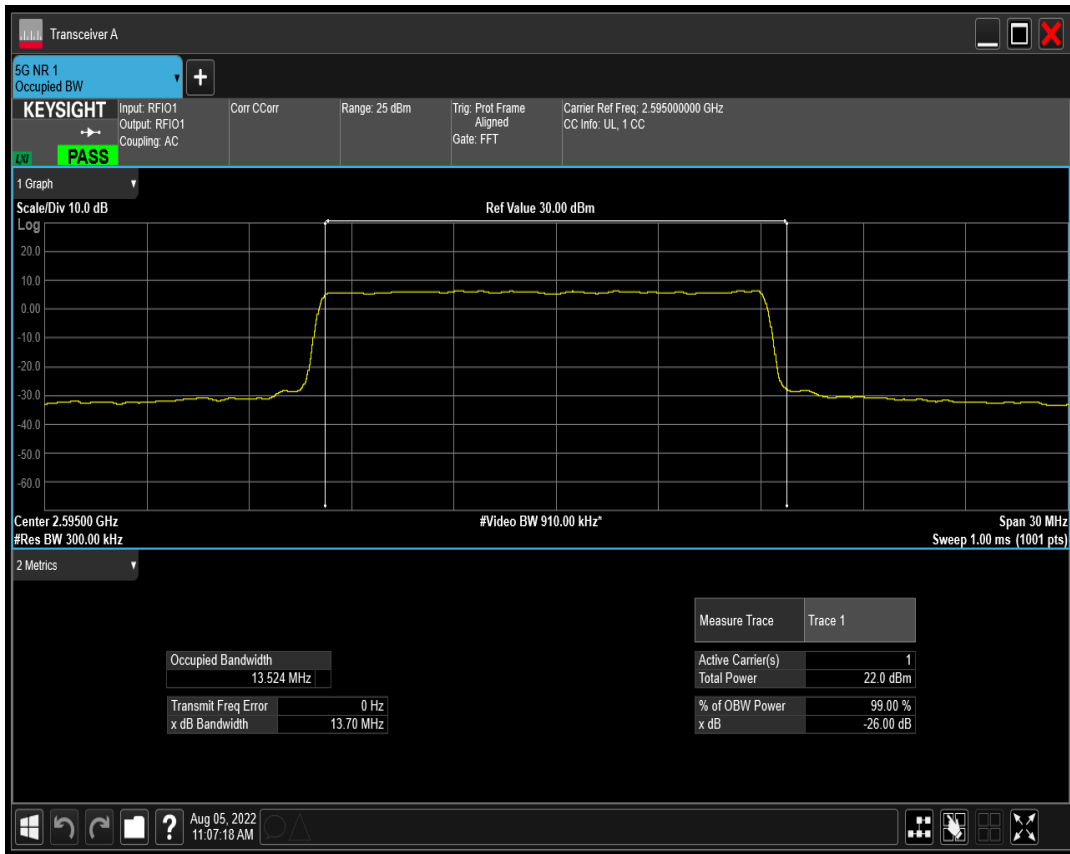 Transceiver A
5G NR 1
Occupied BW
+
KEYSIGHT
LXI
PASS
Input: RFIO1
Output: RFIO1
Coupling: AC
Corr CCorr
Range: 25 dBm
Trig: Prot Frame
Aligned
Gate: FFT
Carrier Ref Freq: 2.595000000 GHz
CC Info: UL, 1 CC
1 Graph
Scale/Div 10.0 dB
Ref Value 30.00 dBm
Log
20.0
10.0
0.00
-10.0
-20.0
-30.0
-40.0
-50.0
-60.0
Center 2.59500 GHz
#Video BW 910.00 kHz*
Span 30 MHz
#Res BW 300.00 kHz
Sweep 1.00 ms (1001 pts)
2 Metrics
Measure Trace
Trace 1
Occupied Bandwidth
13.524 MHz
Transmit Freq Error 0 Hz
x dB Bandwidth 13.70 MHz
Active Carrier(s) 1
Total Power 22.0 dBm
% of OBW Power 99.00 %
x dB -26.00 dB
?
Aug 05, 2022
11:07:18 AM